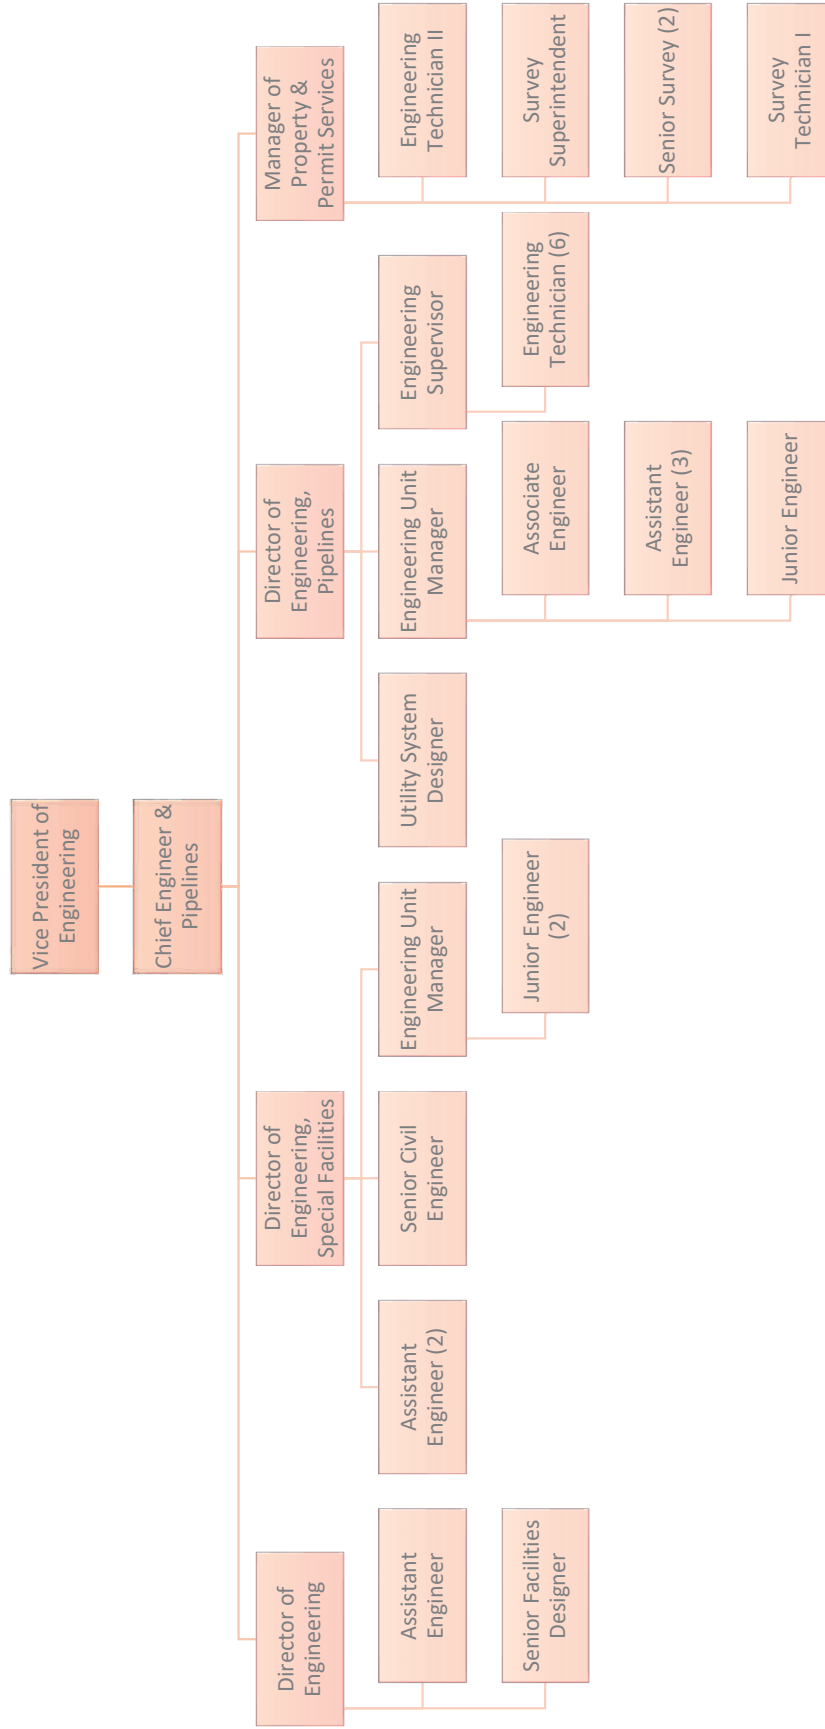 Vice President of
Engineering
Chief Engineer &
Pipelines
Director of
Engineering
Assistant
Engineer
Senior Facilities
Designer
Director of
Engineering,
Special Facilities
Assistant
Engineer (2)
Senior Civil
Engineer
Engineering Unit
Manager
Junior Engineer
(2)
Director of
Engineering,
Pipelines
Utility System
Designer
Engineering Unit
Manager
Associate
Engineer
Assistant
Engineer (3)
Junior Engineer
Engineering
Supervisor
Engineering
Technician (6)
Manager of
Property &
Permit Services
Engineering
Technician II
Survey
Superintendent
Senior Survey (2)
Survey
Technician I